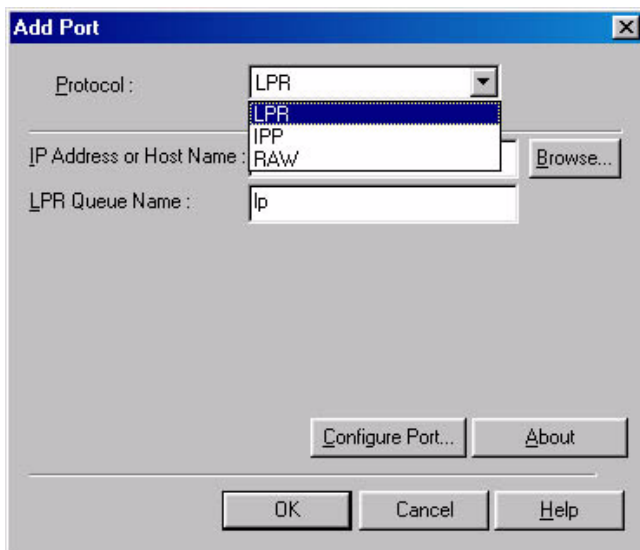 Add Port
Protocol : LPR
LPR
IPP
RAW
IP Address or Host Name : Browse...
LPR Queue Name : lp
Configure Port... About
OK Cancel Help